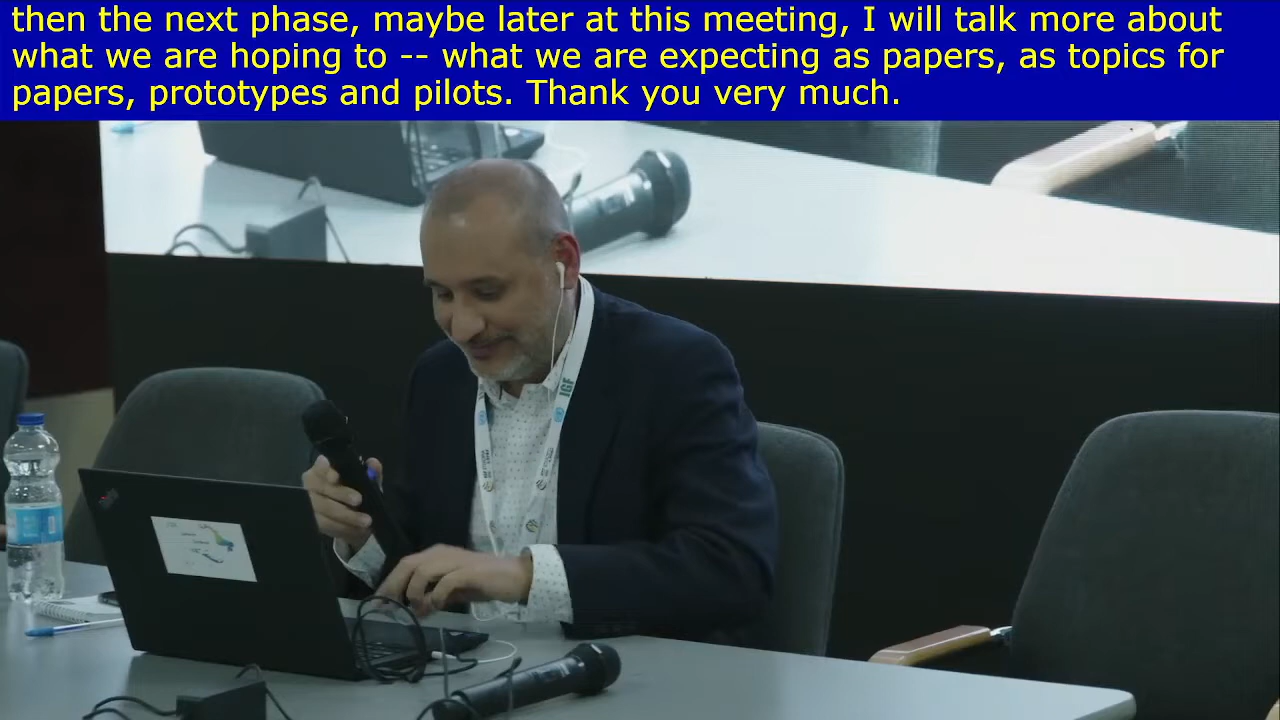 then the next phase, maybe later at this meeting, I will talk more about
what we are hoping to -- what we are expecting as papers, as topics for
papers, prototypes and pilots. Thank you very much.
IGF